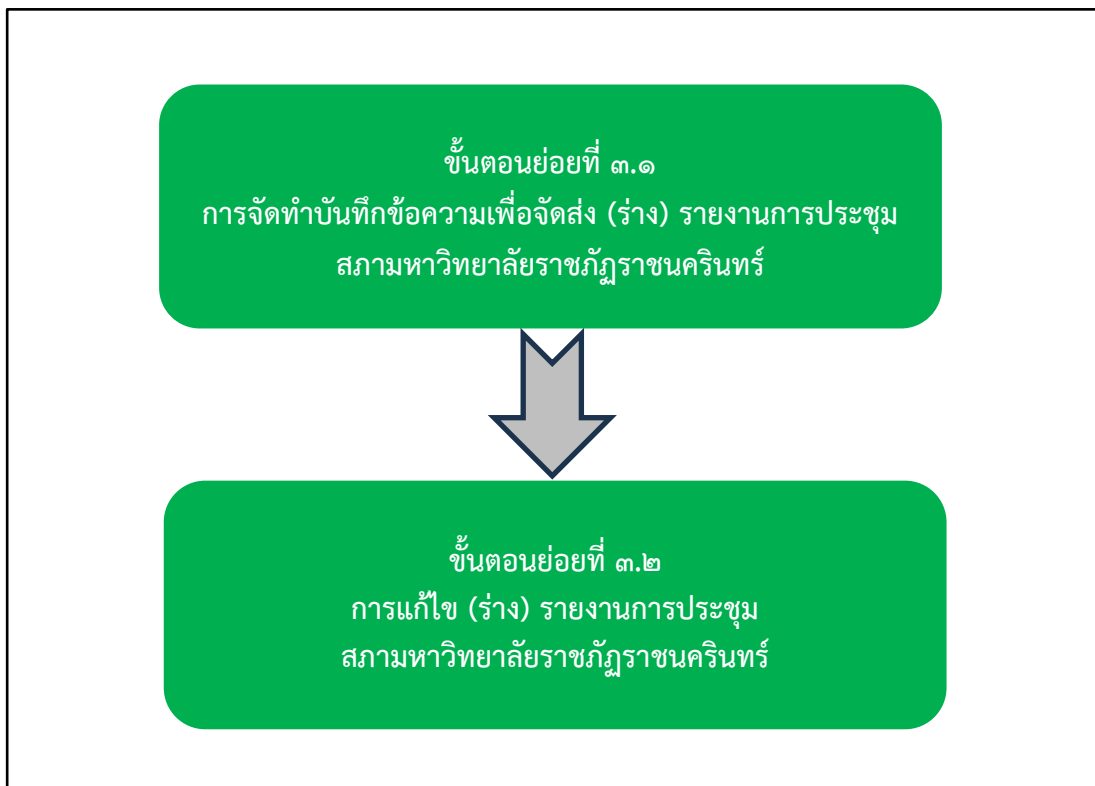 ขั้นตอนย่อยที่ ๓.๑
การจัดทำบันทึกข้อความเพื่อจัดส่ง (ร่าง) รายงานการประชุม
สภามหาวิทยาลัยราชภัฏราชนครินทร์
ขั้นตอนย่อยที่ ๓.๒
การแก้ไข (ร่าง) รายงานการประชุม
สภามหาวิทยาลัยราชภัฏราชนครินทร์